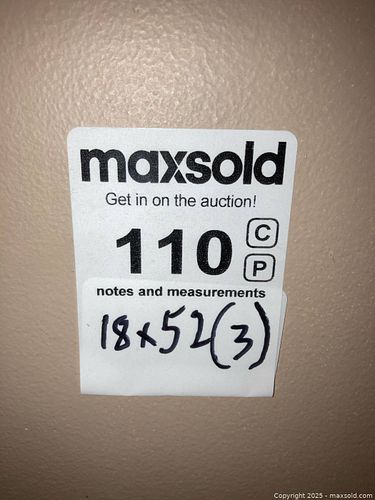 maxsold
Get in on the auction!
110
C
P
notes and measurements
18x52(3)
Copyright 2025 - maxsold.com